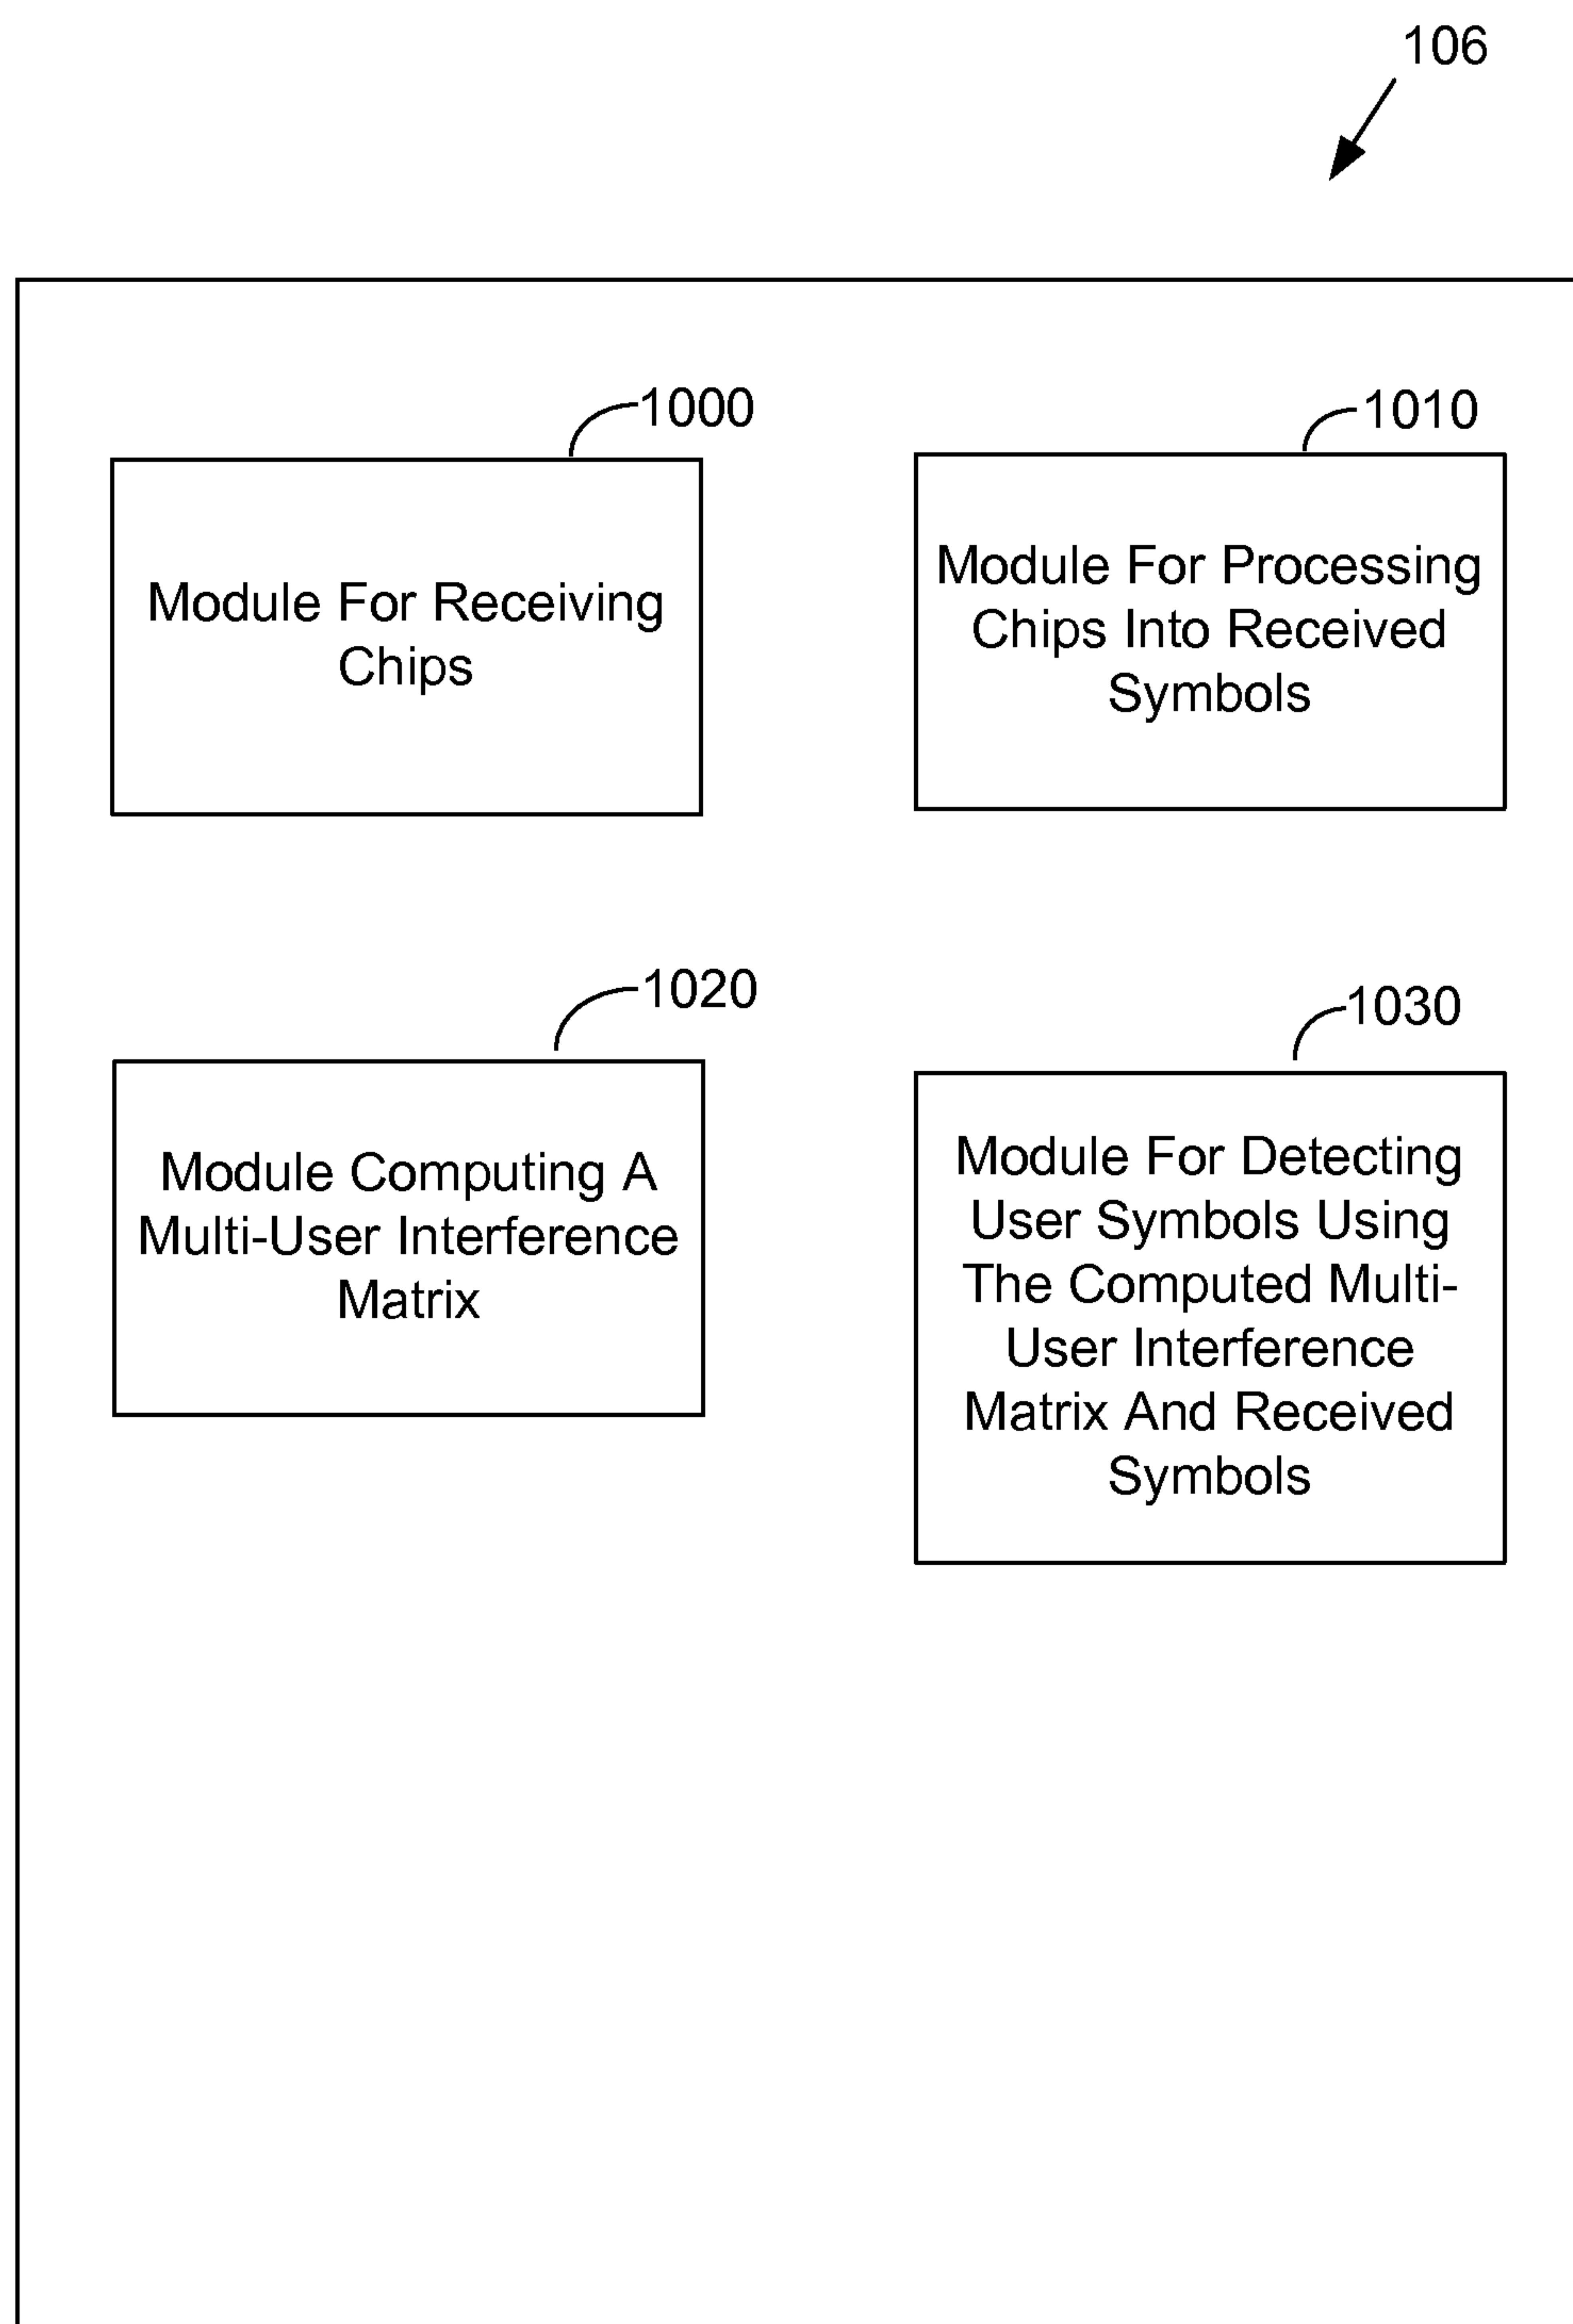 106
1000
Module For Receiving
Chips
1010
Module For Processing
Chips Into Received
Symbols
1020
Module Computing A
Multi-User Interference
Matrix
1030
Module For Detecting
User Symbols Using
The Computed Multi-
User Interference
Matrix And Received
Symbols